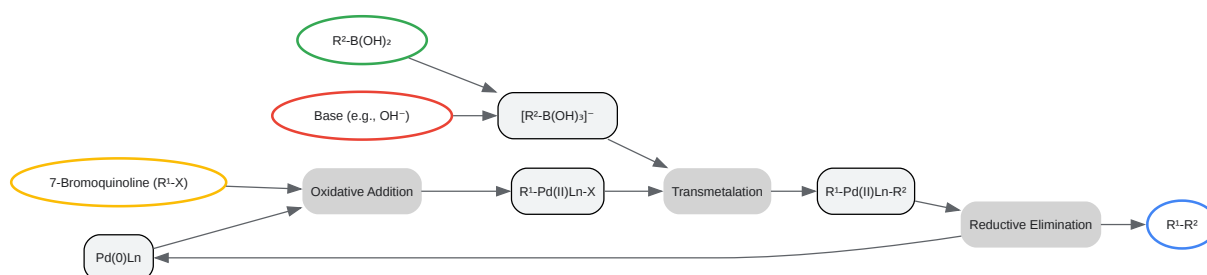 R²-B(OH)₂
Base (e.g., OH⁻)
[R²-B(OH)₃]⁻
7-Bromoquinoline (R¹-X)
Oxidative Addition
R¹-Pd(II)Ln-X
Transmetalation
R¹-Pd(II)Ln-R²
Reductive Elimination
R¹-R²
Pd(0)Ln